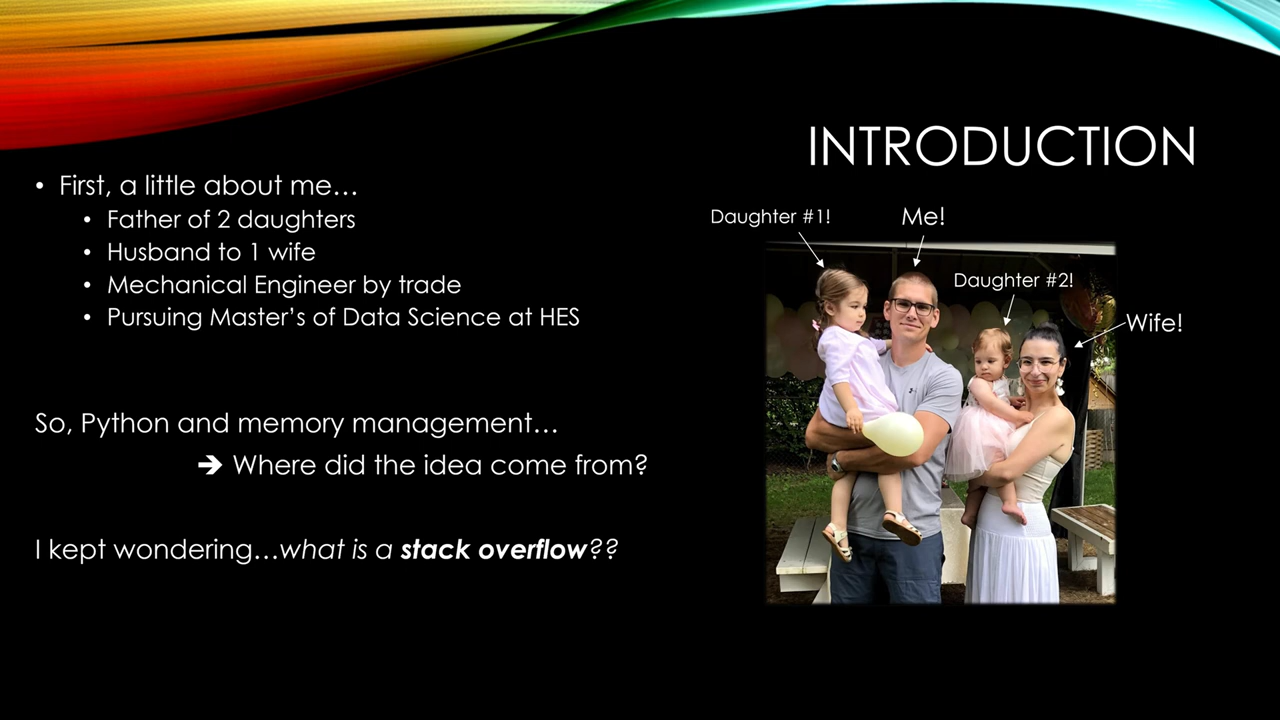 INTRODUCTION
• First, a little about me…
• Father of 2 daughters
• Husband to 1 wife
• Mechanical Engineer by trade
• Pursuing Master’s of Data Science at HES
So, Python and memory management…
➔ Where did the idea come from?
I kept wondering…what is a stack overflow??
Daughter #1!
Me!
Daughter #2!
Wife!